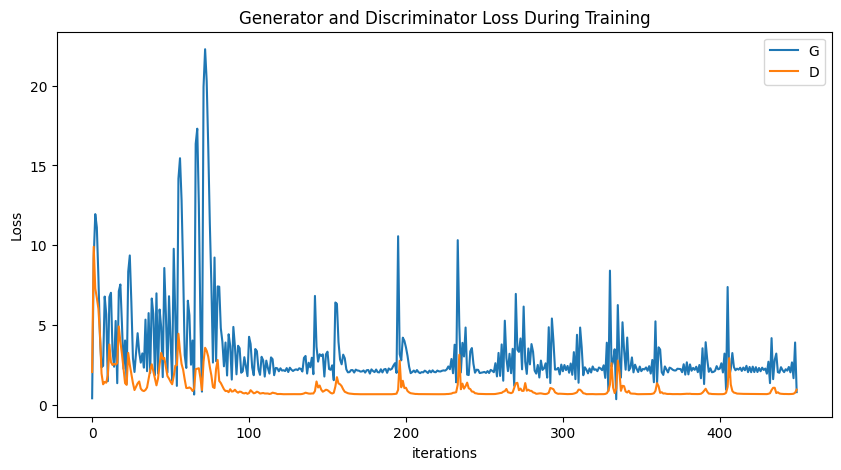 Generator and Discriminator Loss During Training
G
D
Loss
20
15
10
5
0
0 100 200 300 400
iterations